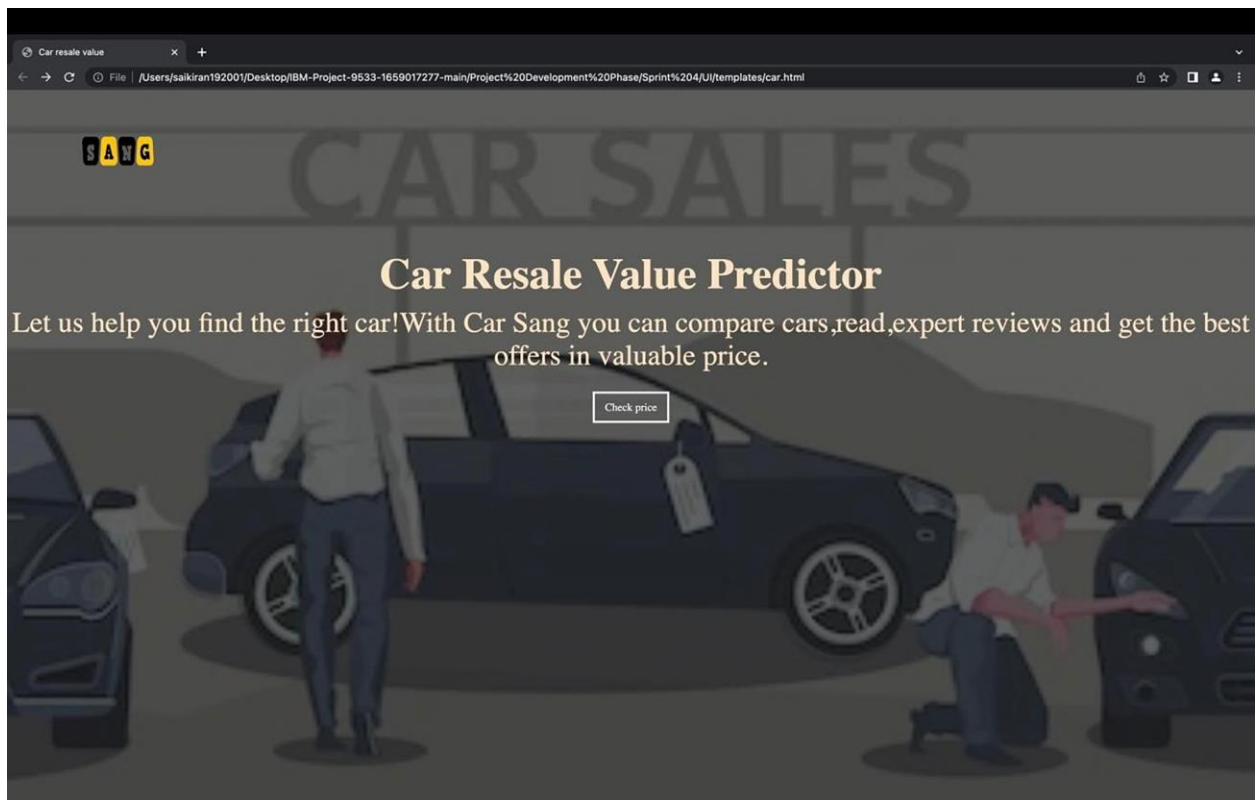 Car resale value
File
/Users/saikiran192001/Desktop/IBM-Project-9533-1659017277-main/Project%20Development%20Phase/Sprint%204/UI/templates/car.html
SANG
CAR SALES
Car Resale Value Predictor
Let us help you find the right car!With Car Sang you can compare cars,read,expert reviews and get the best
offers in valuable price.
Check price